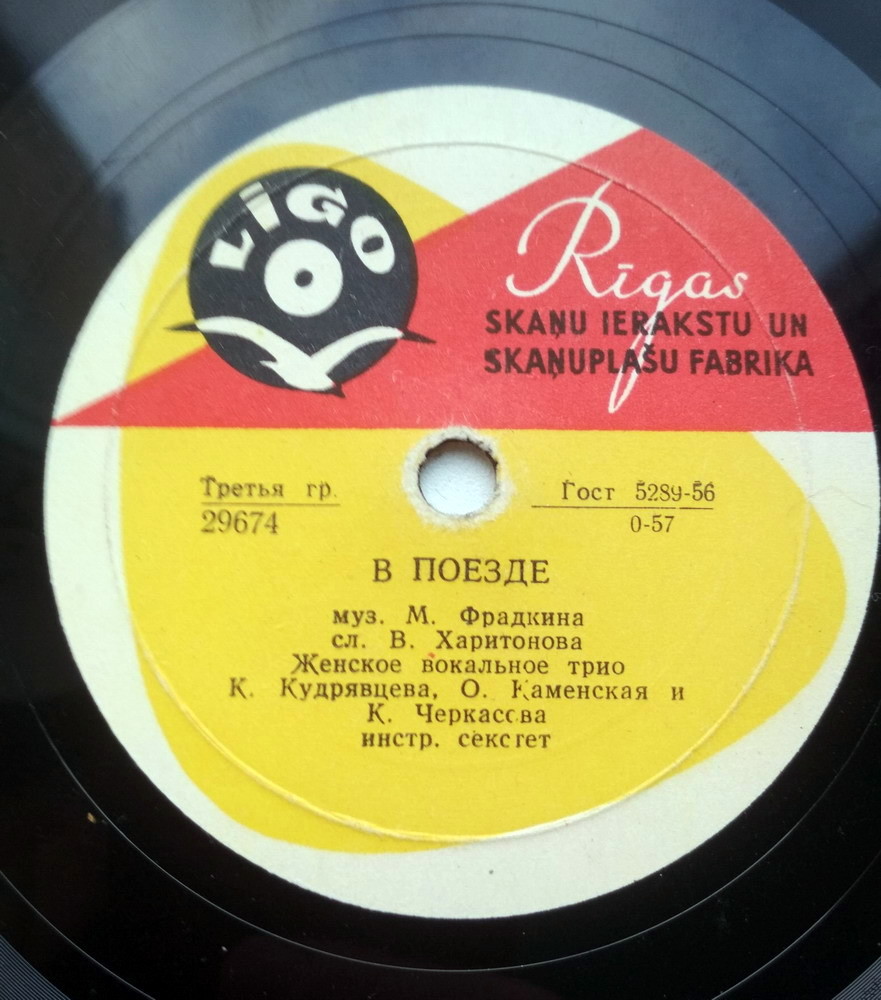 LĪGO
Rīgas
SKAŅU IERAKSTU UN
SKAŅUPLAŠU FABRIKA
Третья гр.
29674
Гост 5289-56
0-57
В ПОЕЗДЕ
муз. М. Фрадкина
сл. В. Харитонова
Женское вокальное трио
К. Кудрявцева, О. Каменская и
К. Черкасова
инстр. секстет